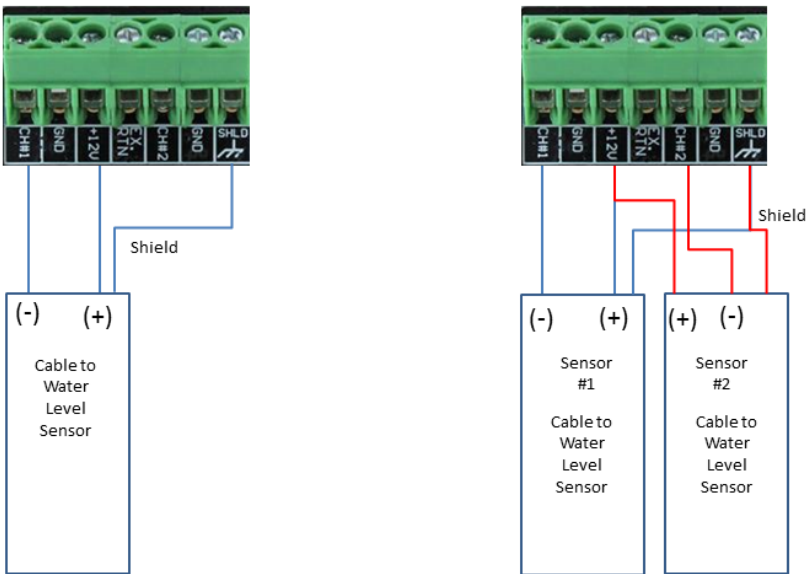 CH#1
GND
+12V
EX.
RTN
CH#2
GND
SHLD
Shield
(-)
(+)
Cable to
Water
Level
Sensor
CH#1
GND
+12V
EX.
RTN
CH#2
GND
SHLD
Shield
(-)
(+)
Sensor
#1
Cable to
Water
Level
Sensor
(+)
(-)
Sensor
#2
Cable to
Water
Level
Sensor